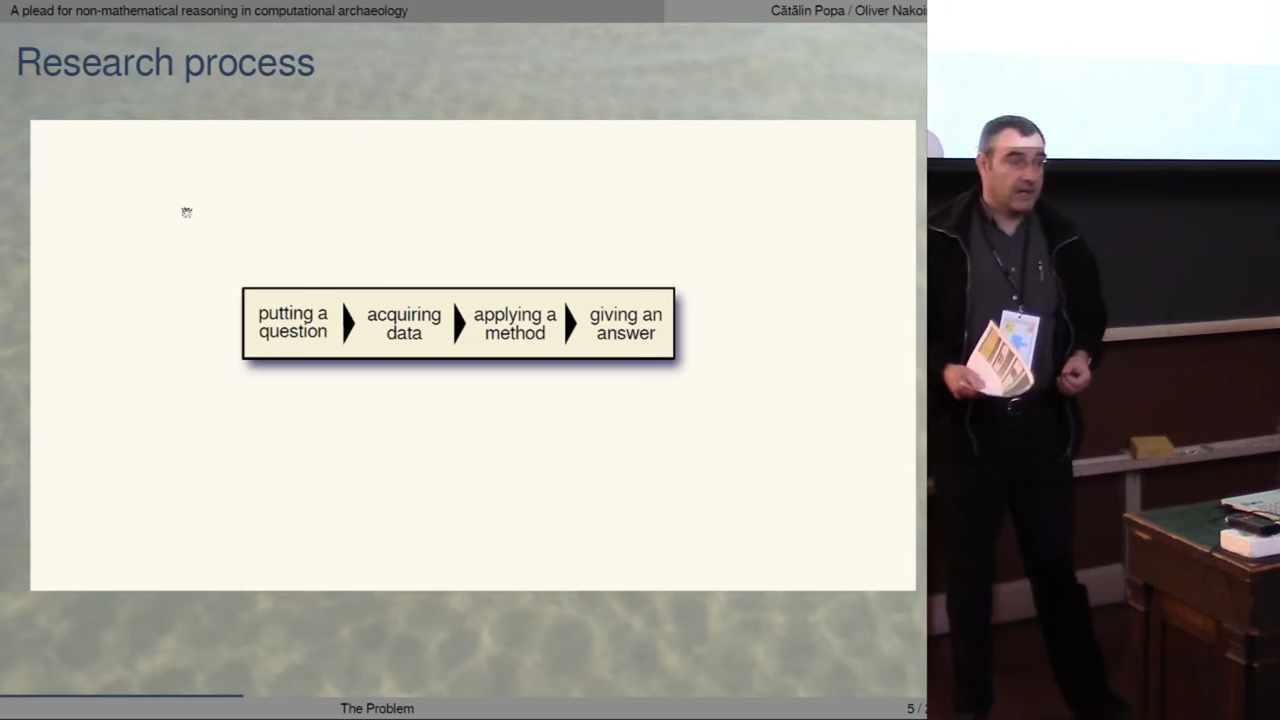 A plead for non-mathematical reasoning in computational archaeology
Cătălin Popa / Oliver
Research process
putting a
question
acquiring
data
applying a
method
giving an
answer
The Problem
5 /